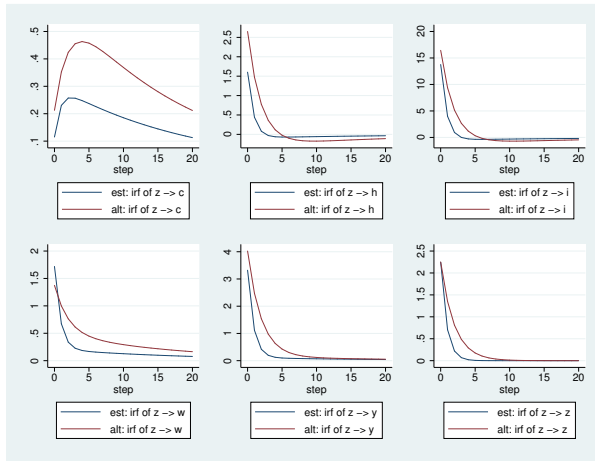 .5
.4
.3
.2
.1
0 5 10 15 20
step
est: irf of z −> c
alt: irf of z −> c
2.5
2
1.5
1
.5
0
0 5 10 15 20
step
est: irf of z −> h
alt: irf of z −> h
20
15
10
5
0
0 5 10 15 20
step
est: irf of z −> i
alt: irf of z −> i
2
1.5
1
.5
0
0 5 10 15 20
step
est: irf of z −> w
alt: irf of z −> w
4
3
2
1
0
0 5 10 15 20
step
est: irf of z −> y
alt: irf of z −> y
2.5
2
1.5
1
.5
0
0 5 10 15 20
step
est: irf of z −> z
alt: irf of z −> z